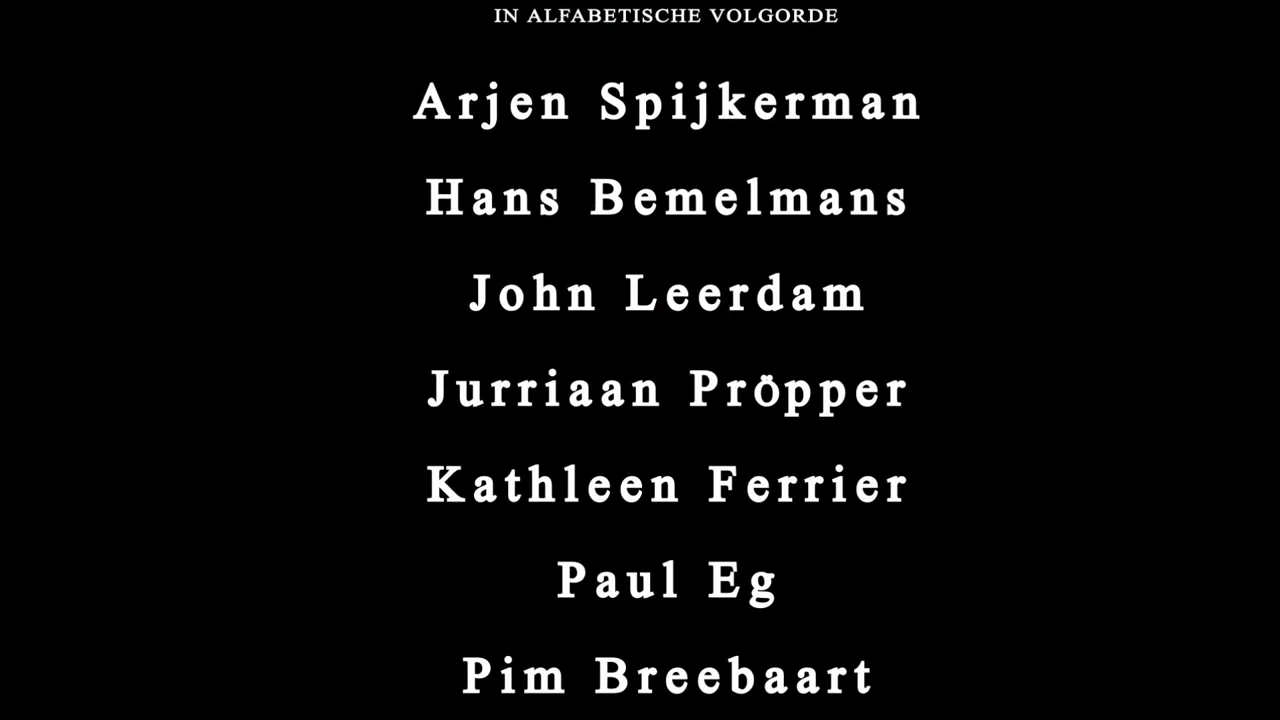 IN ALFABETISCHE VOLGORDE
Arjen Spijkerman
Hans Bemelmans
John Leerdam
Jurriaan Pröpper
Kathleen Ferrier
Paul Eg
Pim Breebaart